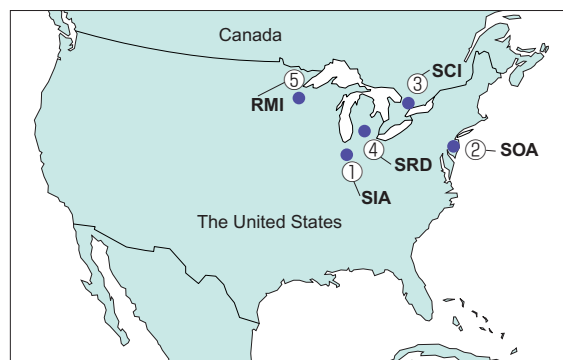 Canada
③
SCI
⑤
RMI
② SOA
④
SRD
①
SIA
The United States